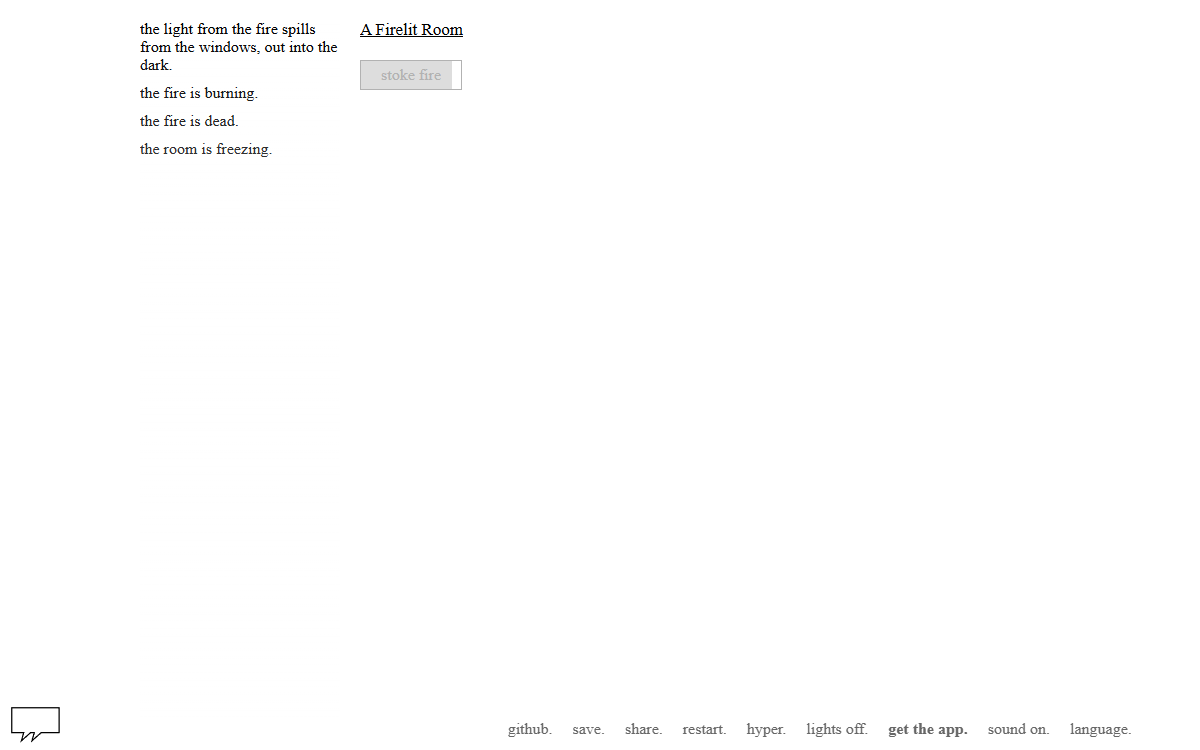 the light from the fire spills
from the windows, out into the
dark.
the fire is burning.
the fire is dead.
the room is freezing.
A Firelit Room
stoke fire
github. save. share. restart. hyper. lights off. get the app. sound on. language.